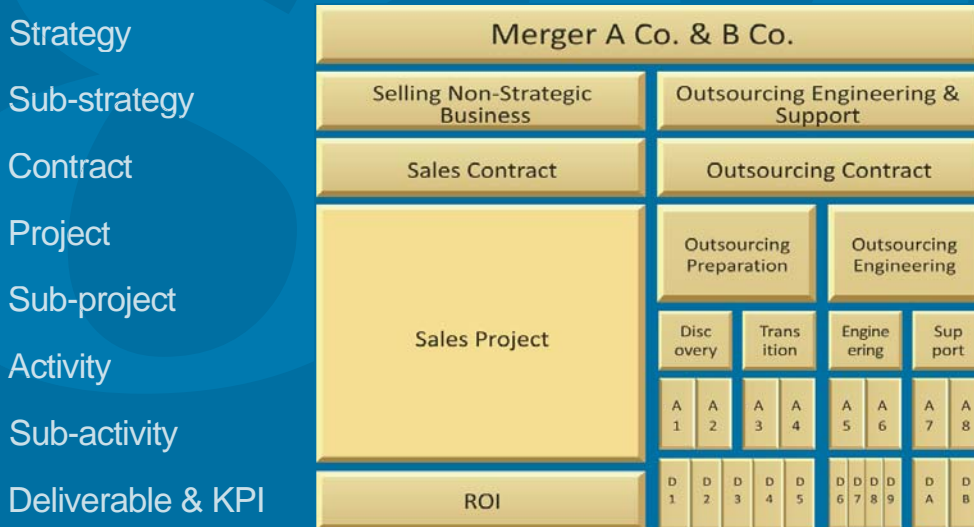 Strategy
Merger A Co. & B Co.
Sub-strategy
Selling Non-Strategic
Business
Outsourcing Engineering &
Support
Contract
Sales Contract
Outsourcing Contract
Project
Sub-project
Activity
Sub-activity
Deliverable & KPI
Sales Project
ROI
Outsourcing
Preparation
Outsourcing
Engineering
Disc
overy
Trans
ition
Engine
ering
Sup
port
A
1
A
2
A
3
A
4
A
5
A
6
A
7
A
8
D
1
D
2
D
3
D
4
D
5
D
6
D
7
D
8
D
9
D
A
D
B